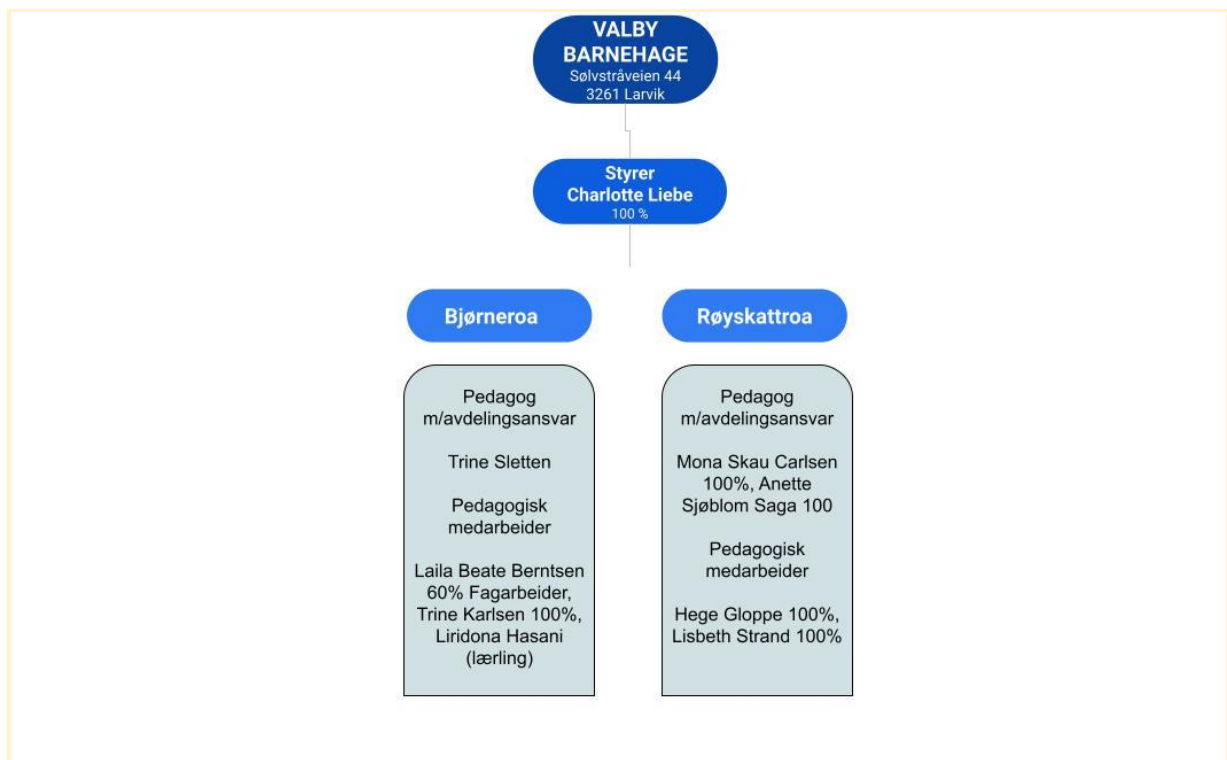 VALBY
BARNEHAGE
Sølvstråveien 44
3261 Larvik
Styrer
Charlotte Liebe
100 %
Bjørneroa
Pedagog
m/avdelingsansvar
Trine Sletten
Pedagogisk
medarbeider
Laila Beate Berntsen
60% Fagarbeider,
Trine Karlsen 100%,
Liridona Hasani
(lærling)
Røyskattroa
Pedagog
m/avdelingsansvar
Mona Skau Carlsen
100%, Anette
Sjøblom Saga 100
Pedagogisk
medarbeider
Hege Gloppe 100%,
Lisbeth Strand 100%